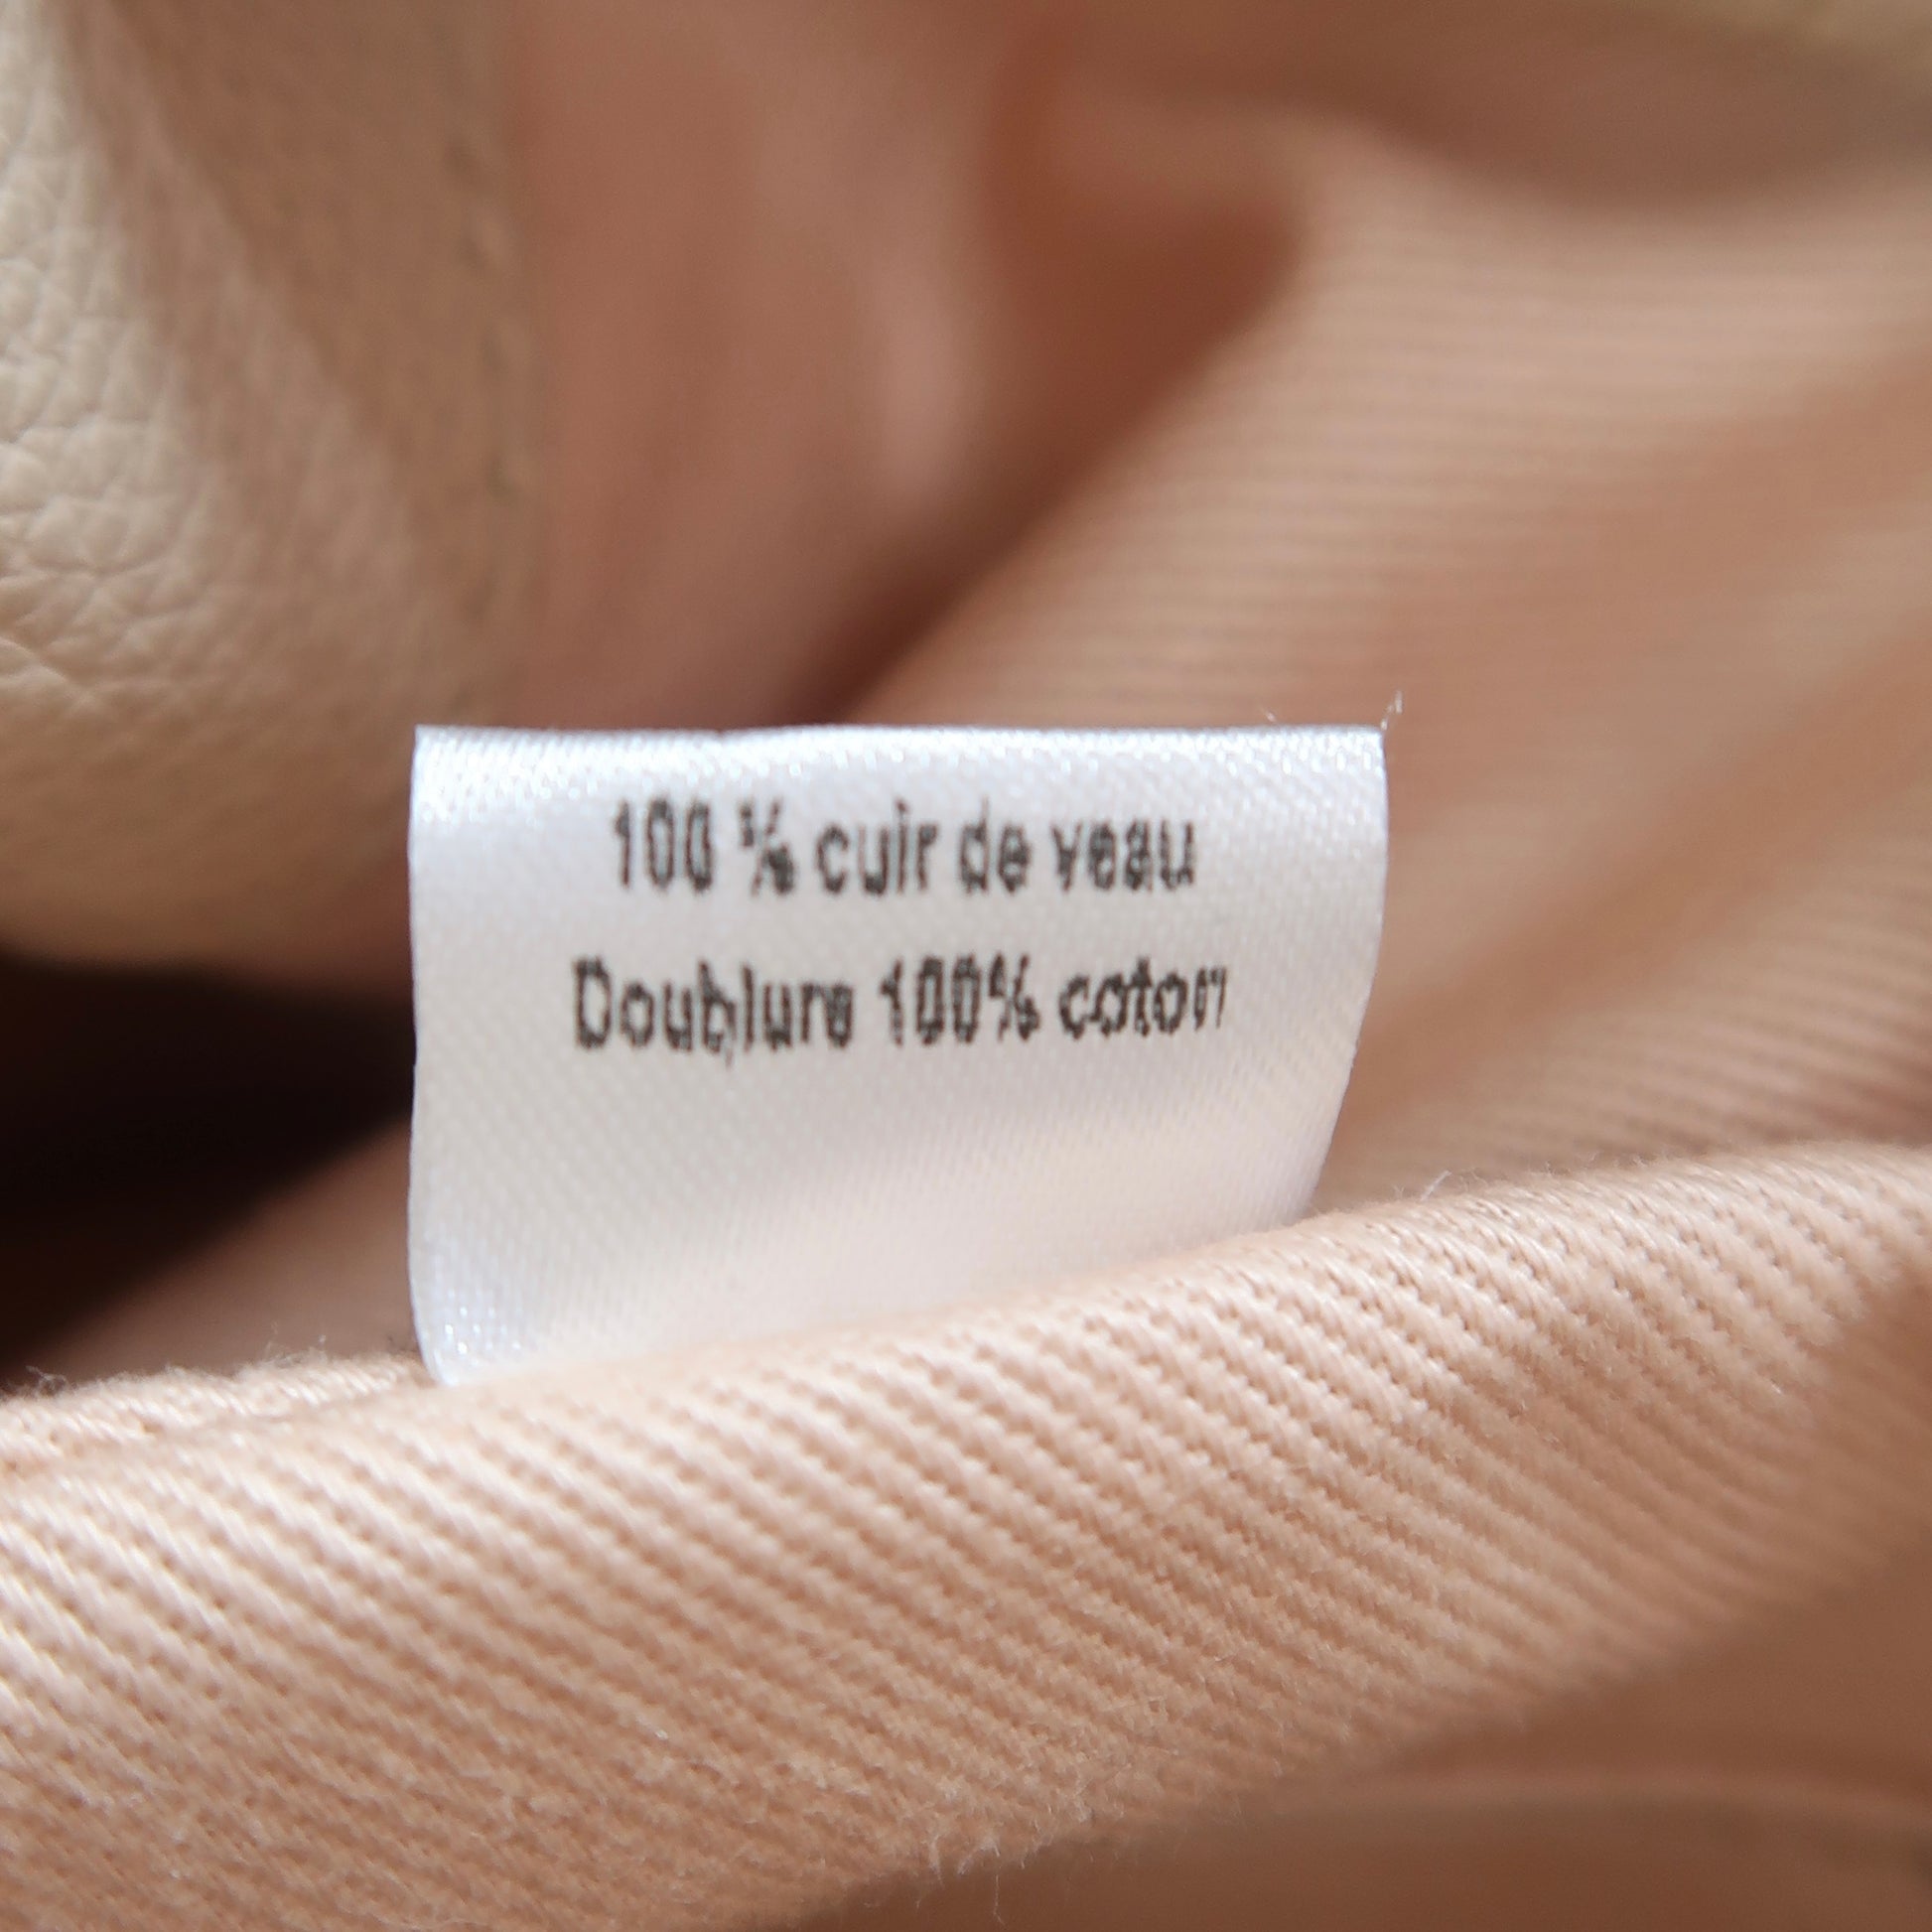 100 % cuir de veau
Doublure 100% coton